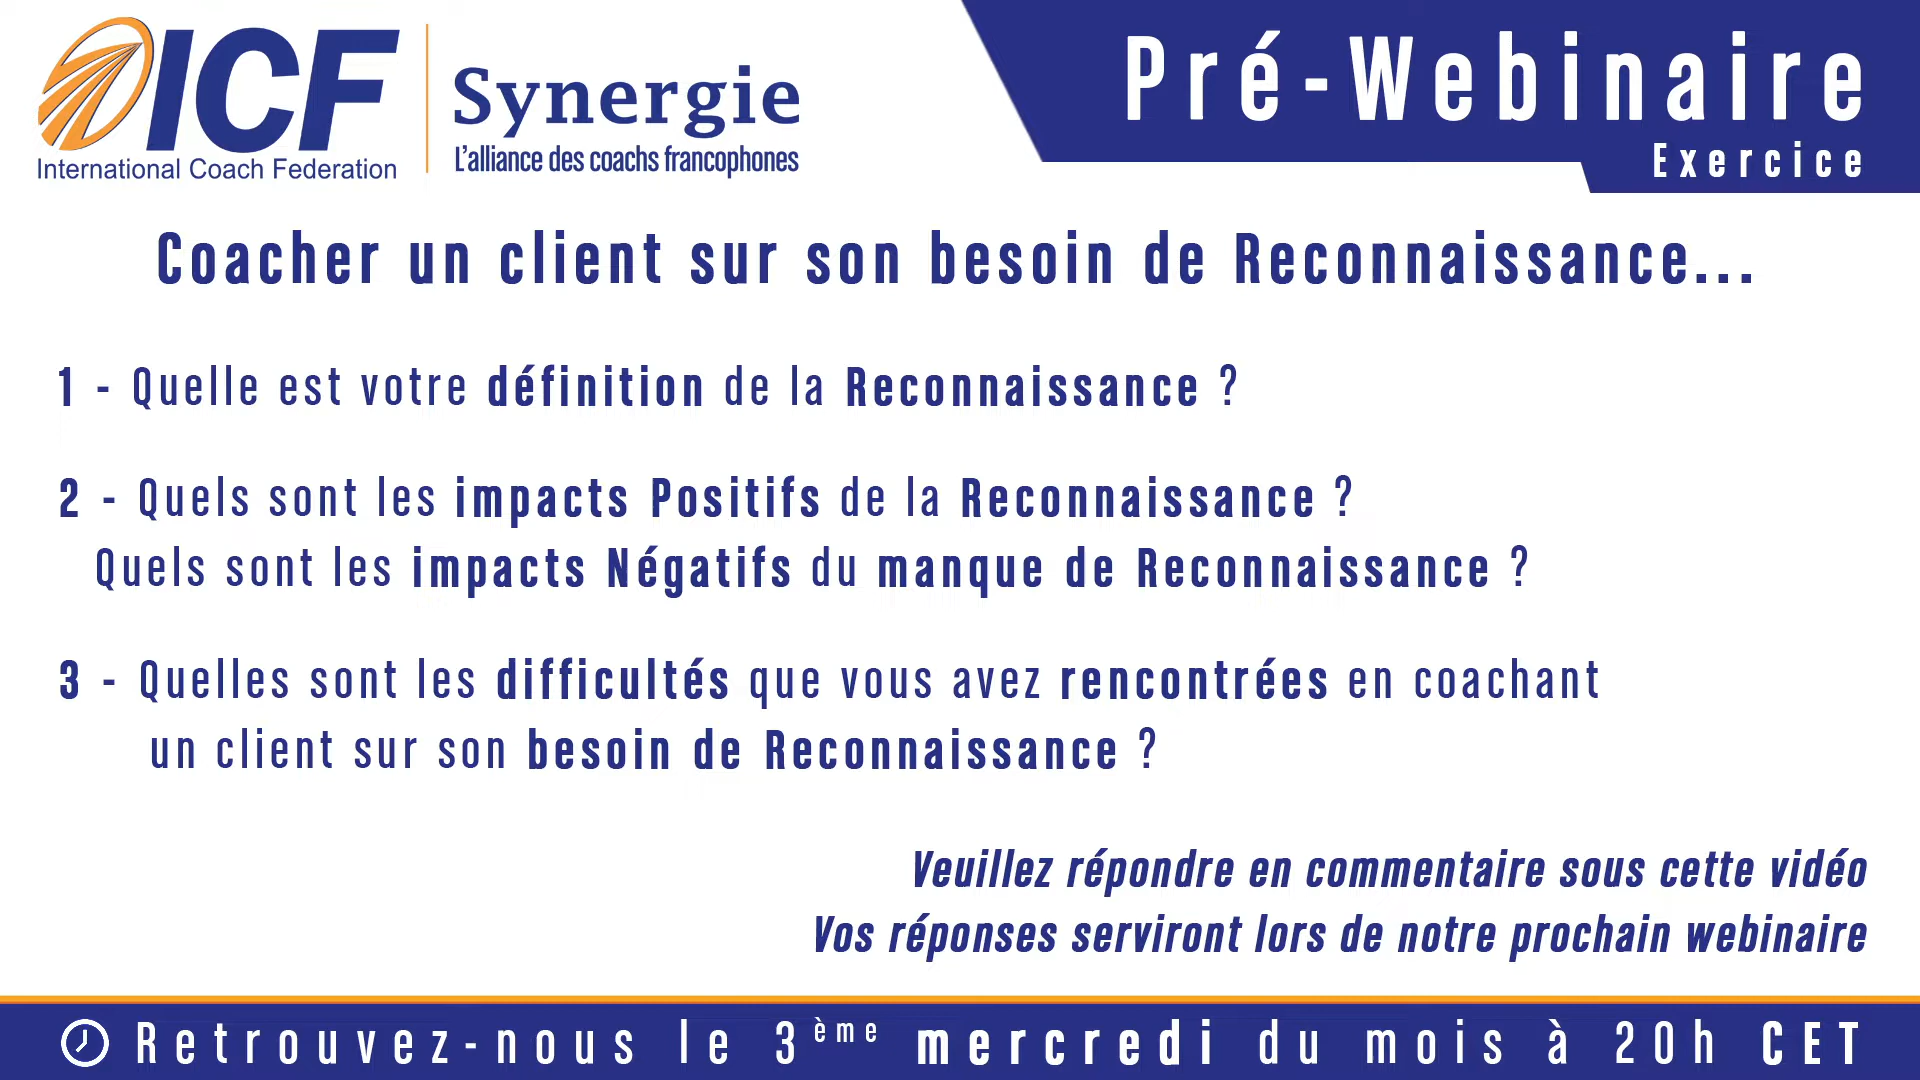 ICF
International Coach Federation
Synergie
L'alliance des coachs francophones
Pré-Webinaire
Exercice
Coacher un client sur son besoin de Reconnaissance...
1 - Quelle est votre définition de la Reconnaissance ?
2 - Quels sont les impacts Positifs de la Reconnaissance ?
Quels sont les impacts Négatifs du manque de Reconnaissance ?
3 - Quelles sont les difficultés que vous avez rencontrées en coachant
un client sur son besoin de Reconnaissance ?
Veuillez répondre en commentaire sous cette vidéo
Vos réponses serviront lors de notre prochain webinaire
Retrouvez-nous le 3ème mercredi du mois à 20h CET